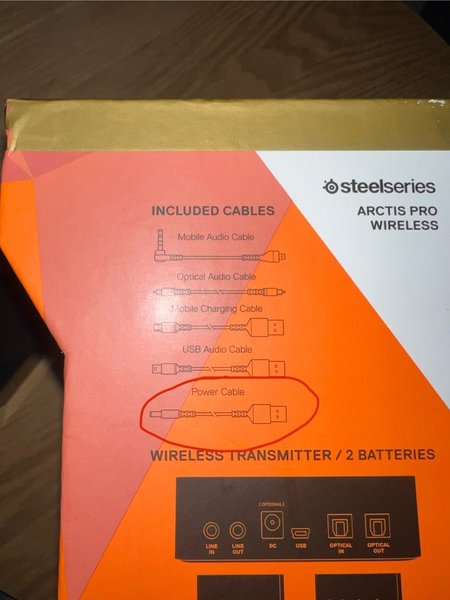 steelseries
ARCTIS PRO
WIRELESS
INCLUDED CABLES
Mobile Audio Cable
Optical Audio Cable
Mobile Charging Cable
USB Audio Cable
Power Cable
WIRELESS TRANSMITTER / 2 BATTERIES
(OPTIONAL)
LINE IN
LINE OUT
DC
USB
OPTICAL IN
OPTICAL OUT